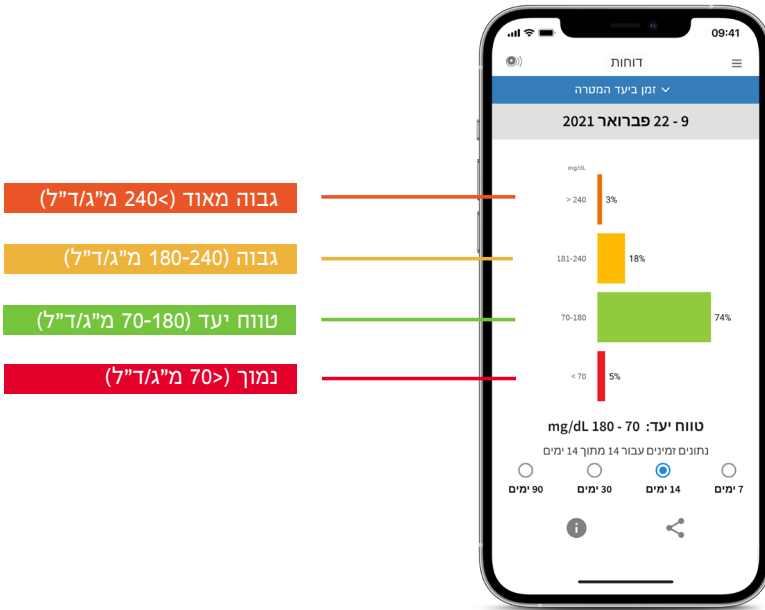 09:41
דוחות
זמן ביעד המטרה
9 - 22 פברואר 2021
mg/dL
גבוה מאוד (>240 מ"ג/ד"ל)
> 240 3%
גבוה (180-240 מ"ג/ד"ל)
181-240 18%
טווח יעד (70-180 מ"ג/ד"ל)
70-180 74%
נמוך (<70 מ"ג/ד"ל)
< 70 5%
טווח יעד: 70 - 180 mg/dL
נתונים זמינים עבור 14 מתוך 14 ימים
7 ימים 14 ימים 30 ימים 90 ימים